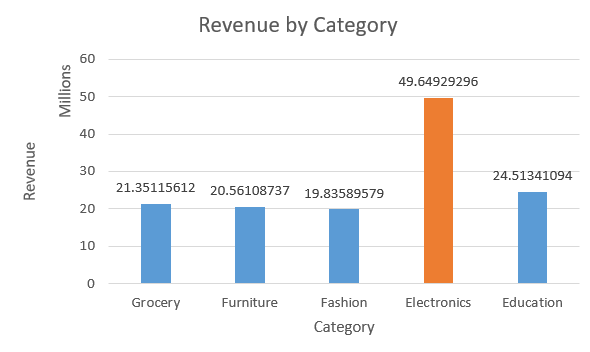 Revenue by Category
Revenue
Millions
60
50
40
30
20
10
0
21.35115612
20.56108737
19.83589579
49.64929296
24.51341094
Grocery
Furniture
Fashion
Electronics
Education
Category